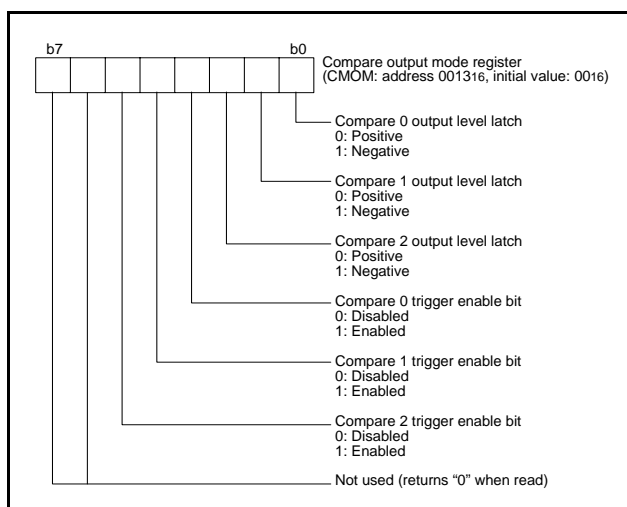 b7 b0
Compare output mode register
(CMOM: address 001316, initial value: 0016)
Compare 0 output level latch
0: Positive
1: Negative
Compare 1 output level latch
0: Positive
1: Negative
Compare 2 output level latch
0: Positive
1: Negative
Compare 0 trigger enable bit
0: Disabled
1: Enabled
Compare 1 trigger enable bit
0: Disabled
1: Enabled
Compare 2 trigger enable bit
0: Disabled
1: Enabled
Not used (returns “0” when read)